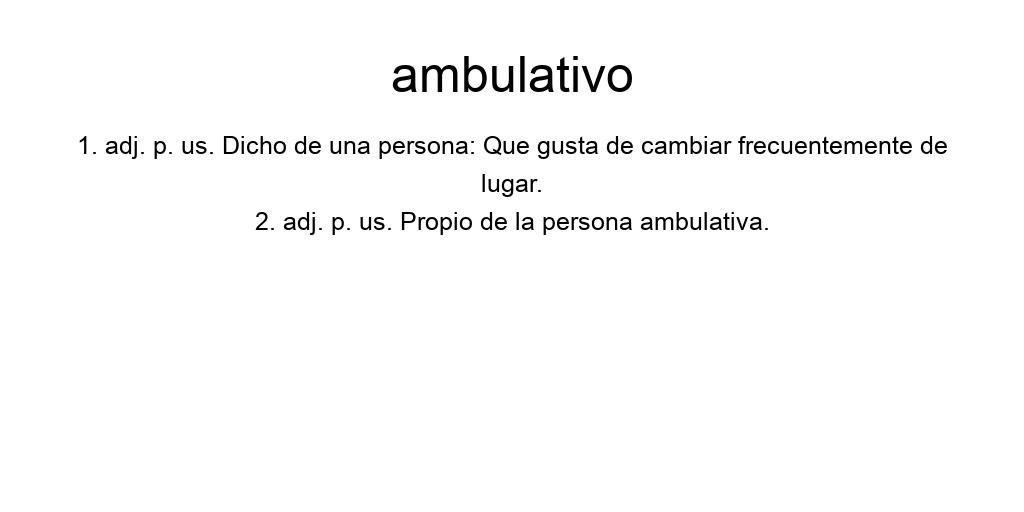 ambulativo
1. adj. p. us. Dicho de una persona: Que gusta de cambiar frecuentemente de
lugar.
2. adj. p. us. Propio de la persona ambulativa.